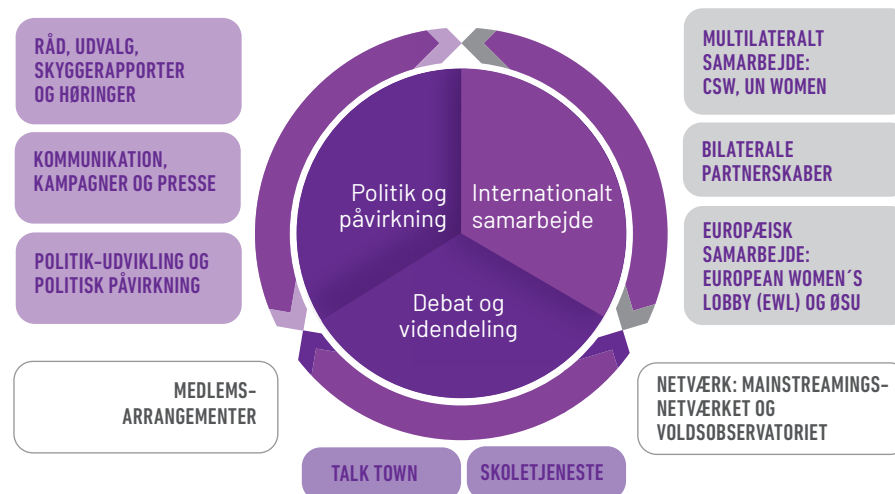 RÅD, UDVALG,
SKYGGERAPPORTER
OG HØRINGER
KOMMUNIKATION,
KAMPAGNER OG PRESSE
POLITIK-UDVIKLING OG
POLITISK PÅVIRKNING
MEDLEMS-
ARRANGEMENTER
Politik og
påvirkning
Internationalt
samarbejde
Debat og
videndeling
TALK TOWN
SKOLETJENESTE
MULTILATERALT
SAMARBEJDE:
CSW, UN WOMEN
BILATERALE
PARTNERSKABER
EUROPÆISK
SAMARBEJDE:
EUROPEAN WOMEN´S
LOBBY (EWL) OG ØSU
NETVÆRK: MAINSTREAMINGS-
NETVÆRKET OG
VOLDSOBSERVATORIET